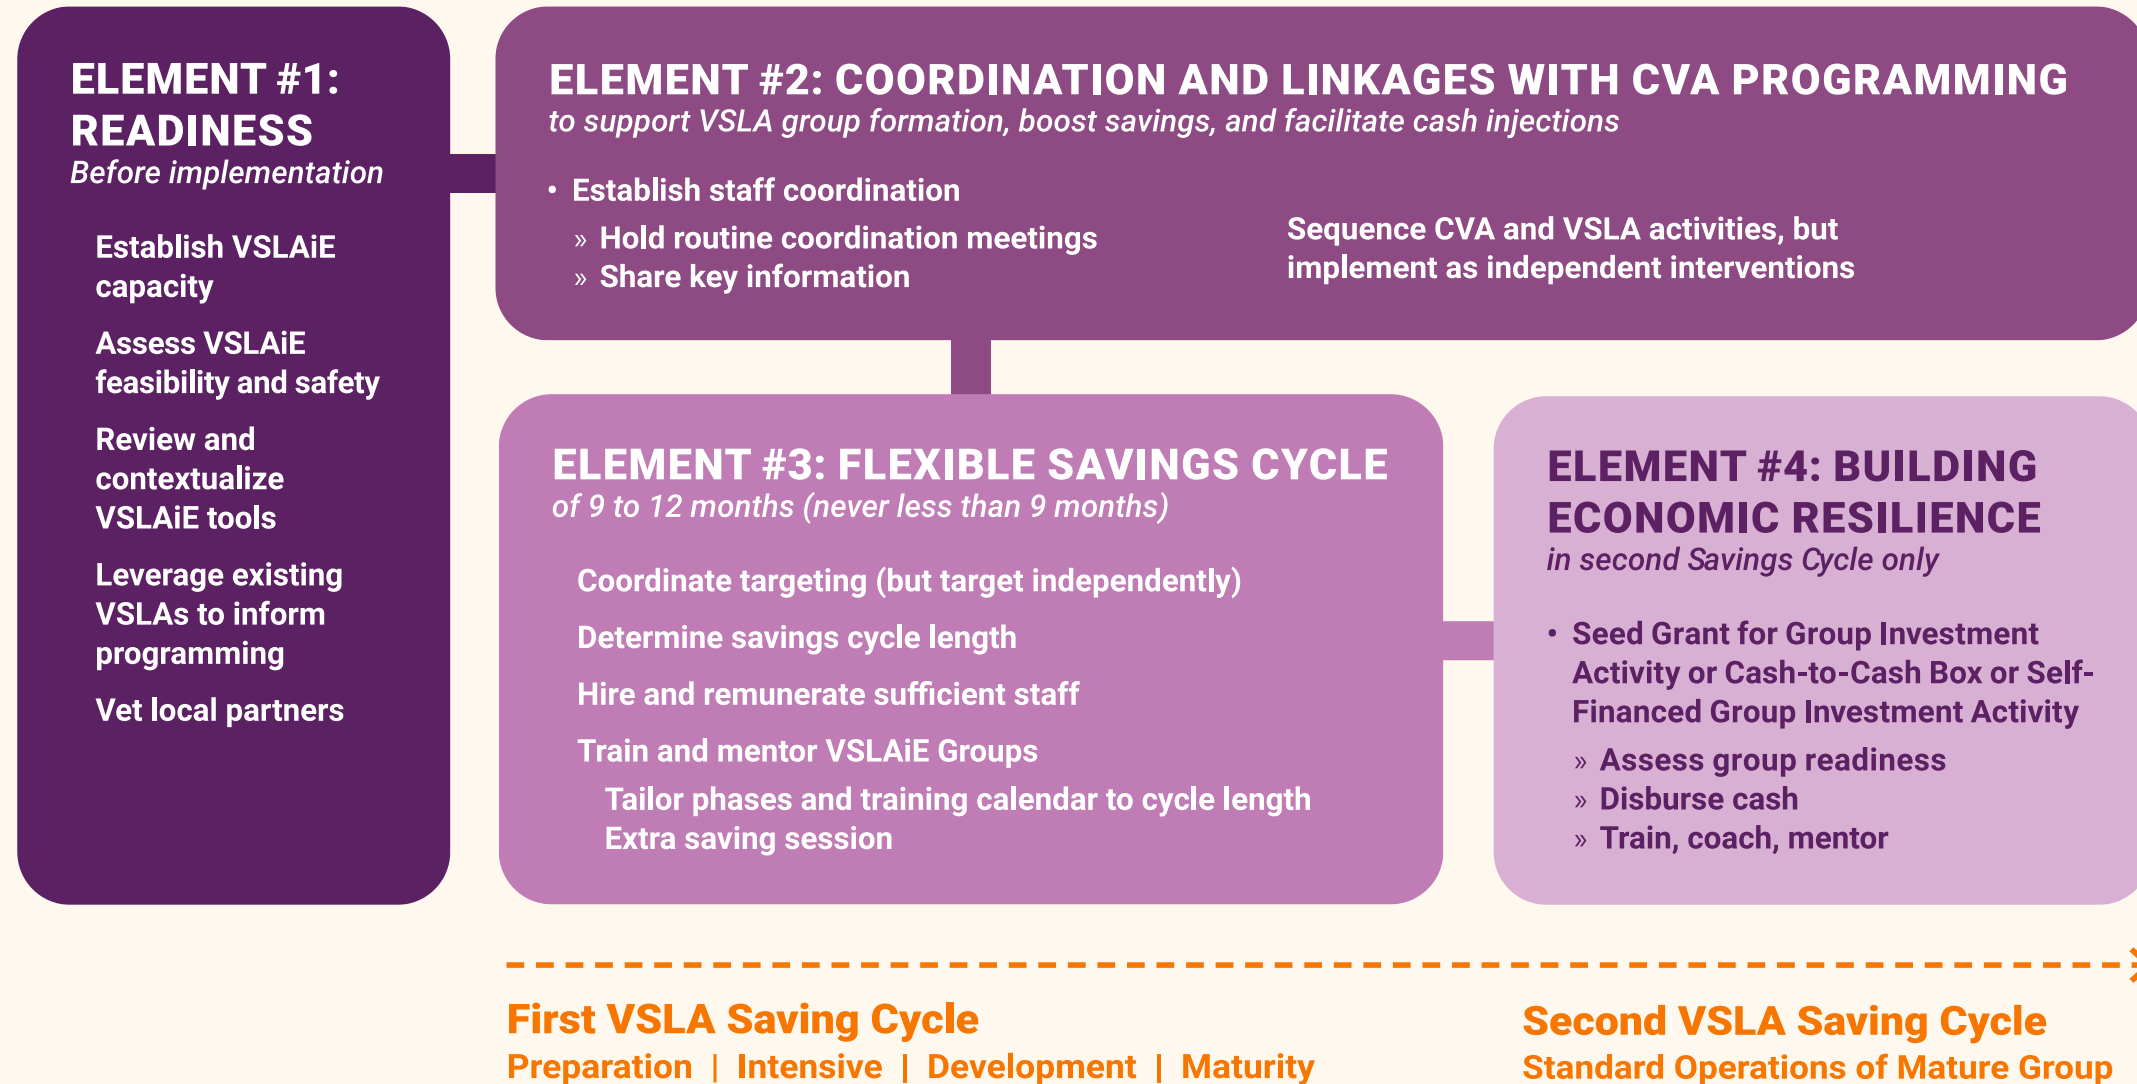 ELEMENT #1:
READINESS
Before implementation
Establish VSLAiE
capacity
Assess VSLAiE
feasibility and safety
Review and
contextualize
VSLAiE tools
Leverage existing
VSLAs to inform
programming
Vet local partners
ELEMENT #2: COORDINATION AND LINKAGES WITH CVA PROGRAMMING
to support VSLA group formation, boost savings, and facilitate cash injections
• Establish staff coordination
» Hold routine coordination meetings
» Share key information
Sequence CVA and VSLA activities, but
implement as independent interventions
ELEMENT #3: FLEXIBLE SAVINGS CYCLE
of 9 to 12 months (never less than 9 months)
Coordinate targeting (but target independently)
Determine savings cycle length
Hire and remunerate sufficient staff
Train and mentor VSLAiE Groups
Tailor phases and training calendar to cycle length
Extra saving session
ELEMENT #4: BUILDING
ECONOMIC RESILIENCE
in second Savings Cycle only
• Seed Grant for Group Investment
Activity or Cash-to-Cash Box or Self-
Financed Group Investment Activity
» Assess group readiness
» Disburse cash
» Train, coach, mentor
First VSLA Saving Cycle
Preparation | Intensive | Development | Maturity
Second VSLA Saving Cycle
Standard Operations of Mature Group